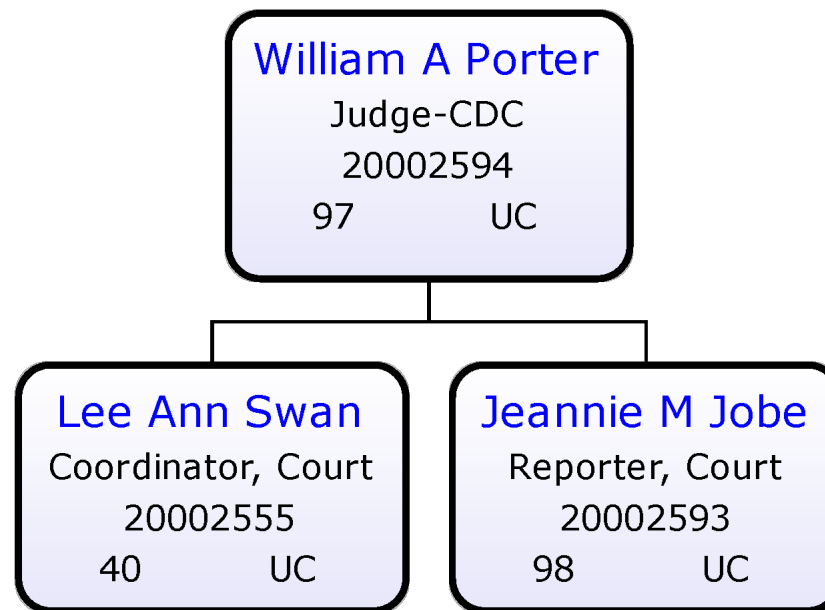 William A Porter
Judge-CDC
20002594
97 UC
Lee Ann Swan
Coordinator, Court
20002555
40 UC
Jeannie M Jobe
Reporter, Court
20002593
98 UC